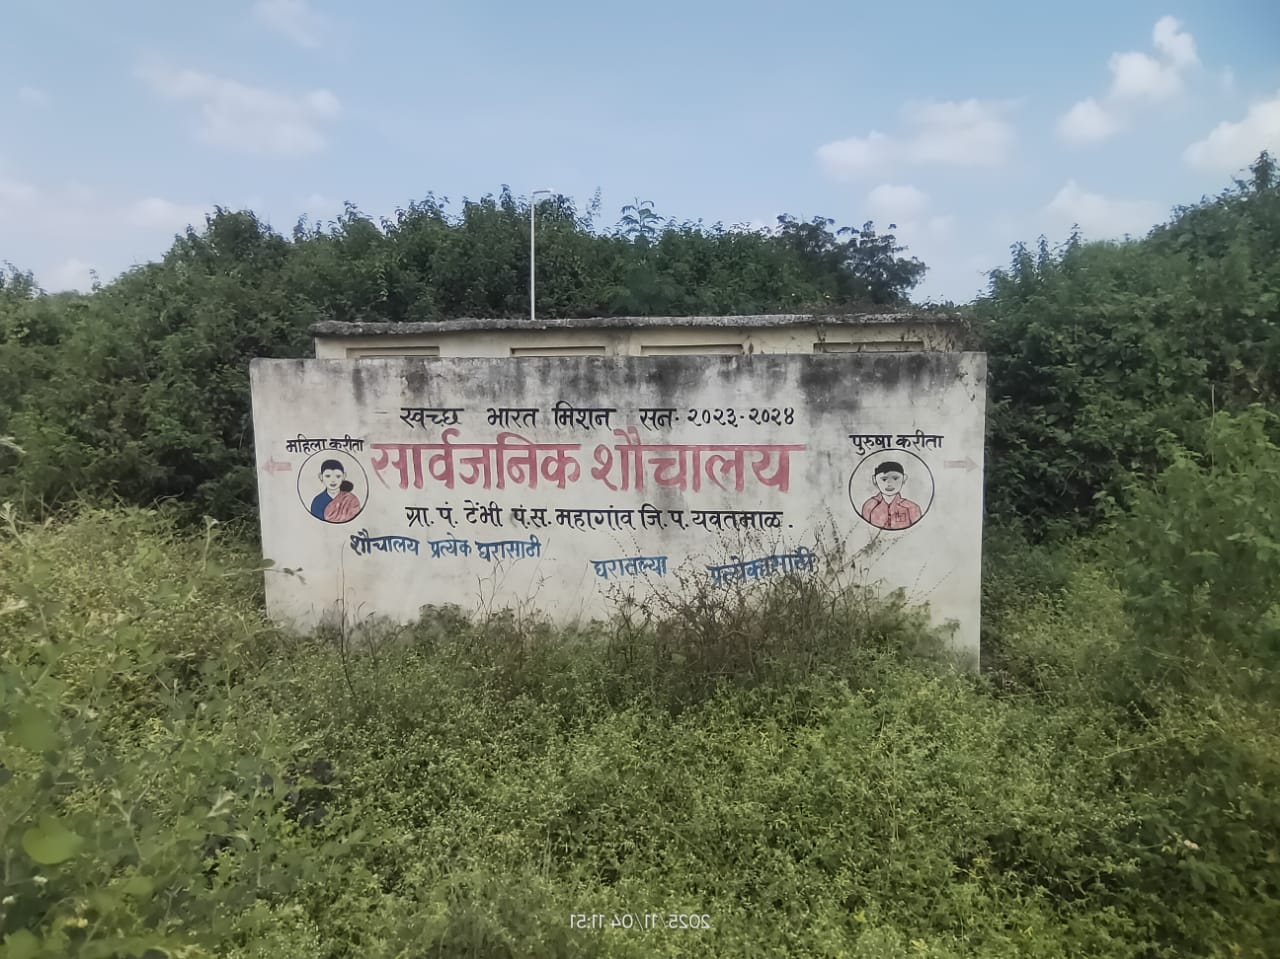 स्वच्छ भारत मिशन सन. २०२३-२०२४
महिला करीता
पुरुषा करीता
सार्वजनिक शौचालय
ग्रा. पं. टेंभी पं.स. महागांव जि.प. यवतमाळ.
शौचालय प्रत्येक घरासाठी
घरातल्या प्रत्येकासाठी
2025/11/04 11:51